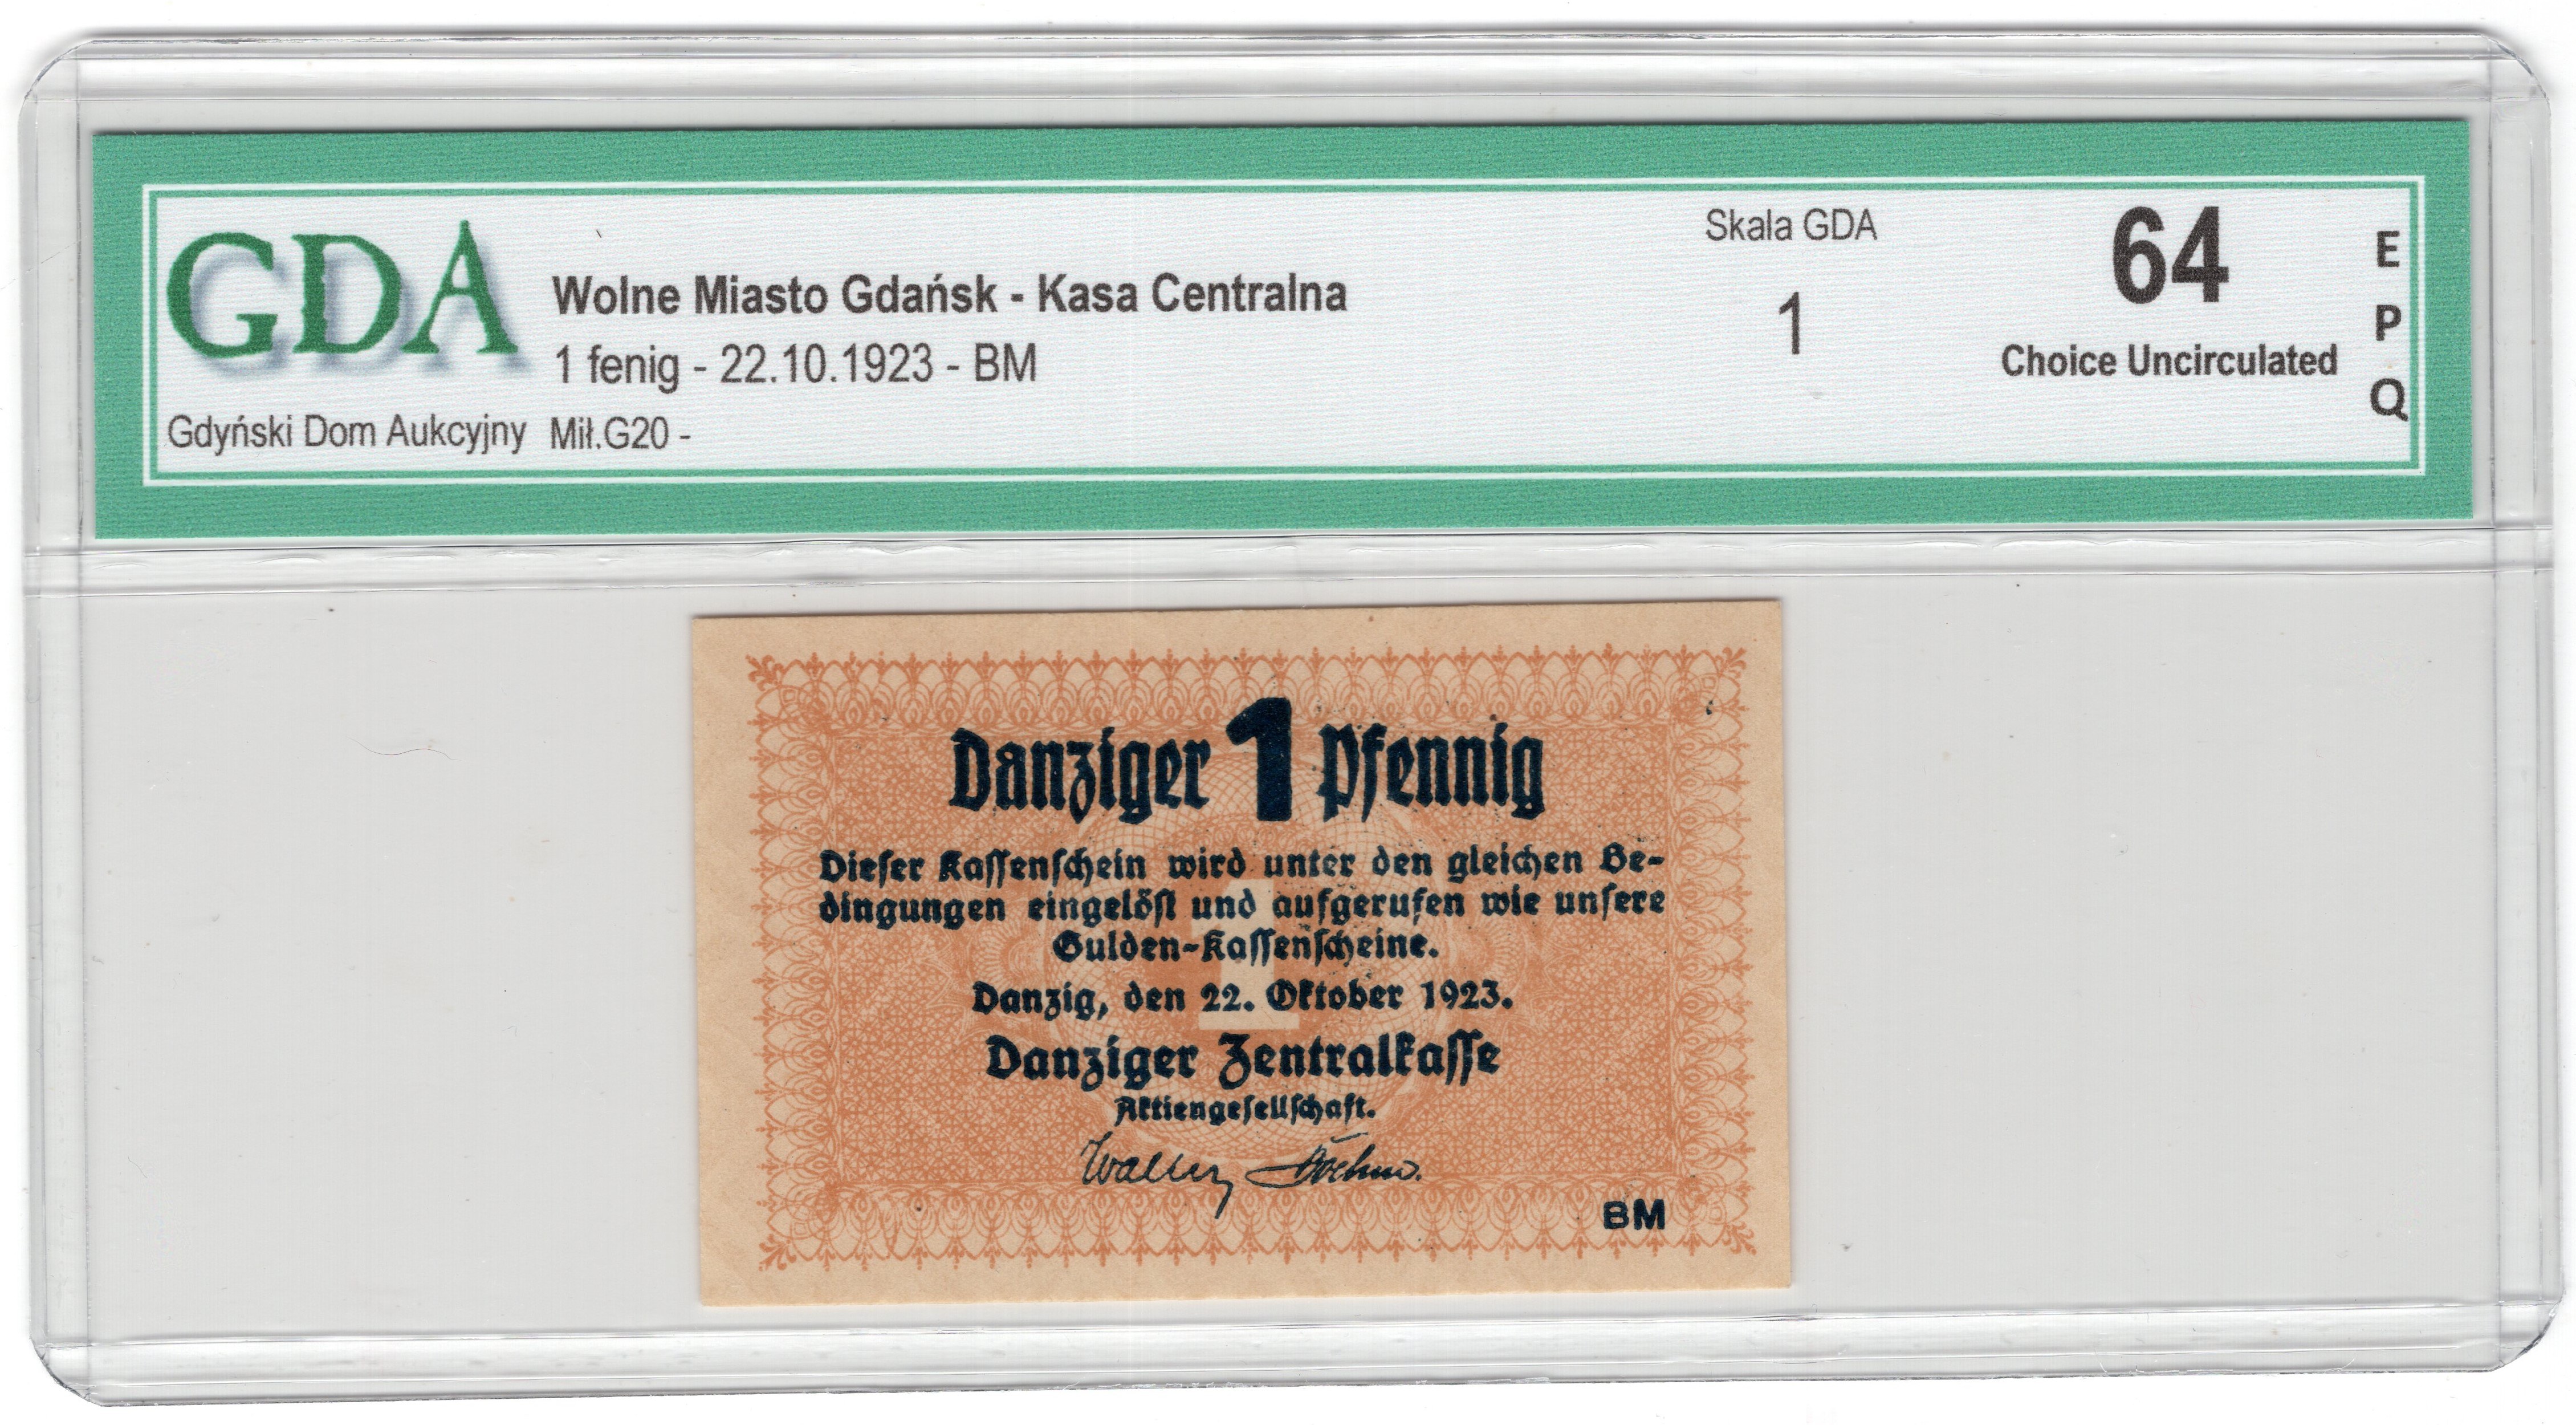 GDA
Wolne Miasto Gdańsk - Kasa Centralna
1 fenig - 22.10.1923 - BM
Gdyński Dom Aukcyjny Mił.G20 -
Skala GDA
1
64
Choice Uncirculated
E
P
Q
Danziger 1 Pfennig
Dieſer Kaſſenſchein wird unter den gleichen Be-
dingungen eingelöſt und aufgerufen wie unſere
Gulden-Kaſſenſcheine.
1
Danzig, den 22. Oktober 1923.
Danziger Zentralkaſſe
Aktiengeſellſchaft.
BM